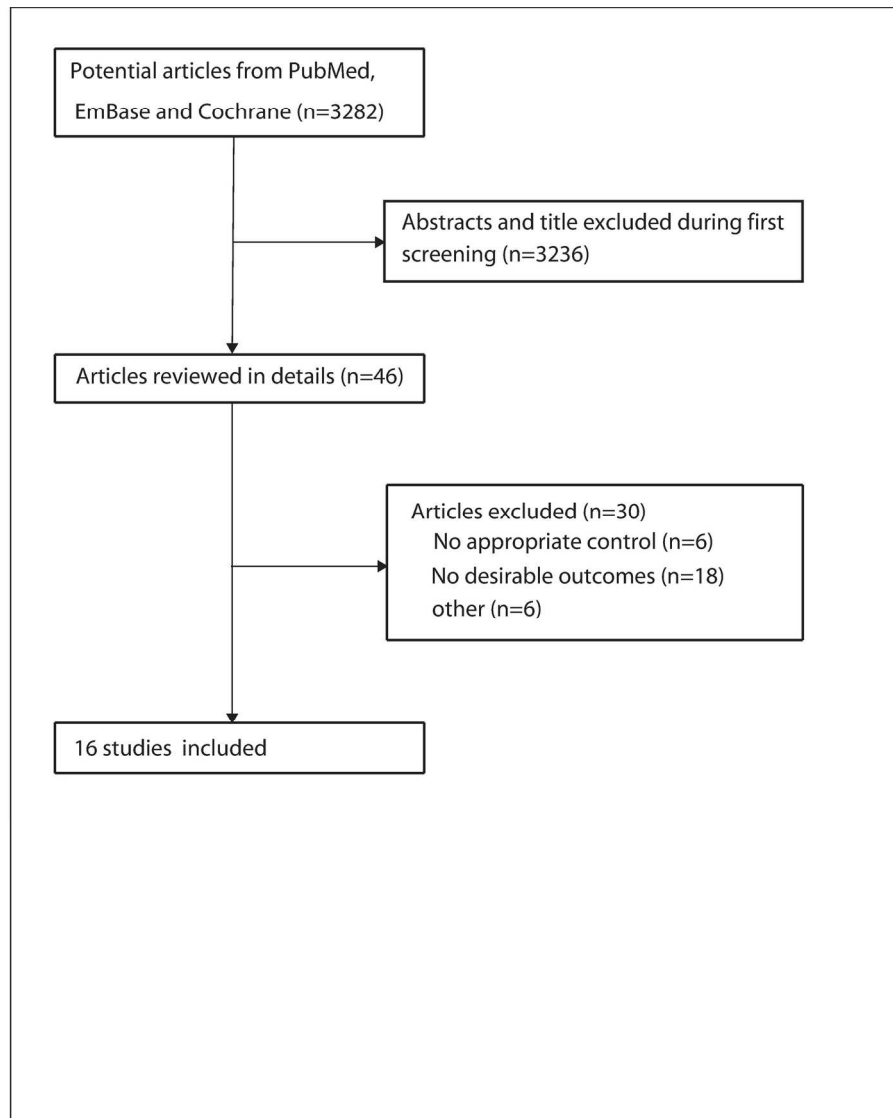 Potential articles from PubMed,
EmBase and Cochrane (n=3282)
Abstracts and title excluded during first
screening (n=3236)
Articles reviewed in details (n=46)
Articles excluded (n=30)
No appropriate control (n=6)
No desirable outcomes (n=18)
other (n=6)
16 studies included